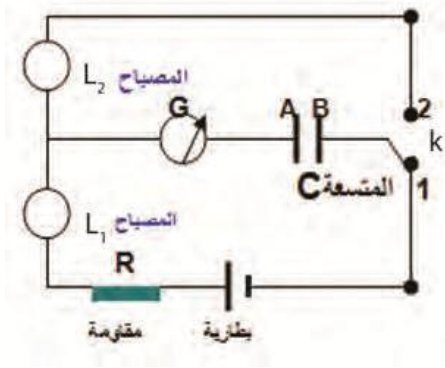 L₂ المصباح
G A B 2
k
C المتسعة
1
L₁ المصباح
R
مقاومة
بطارية